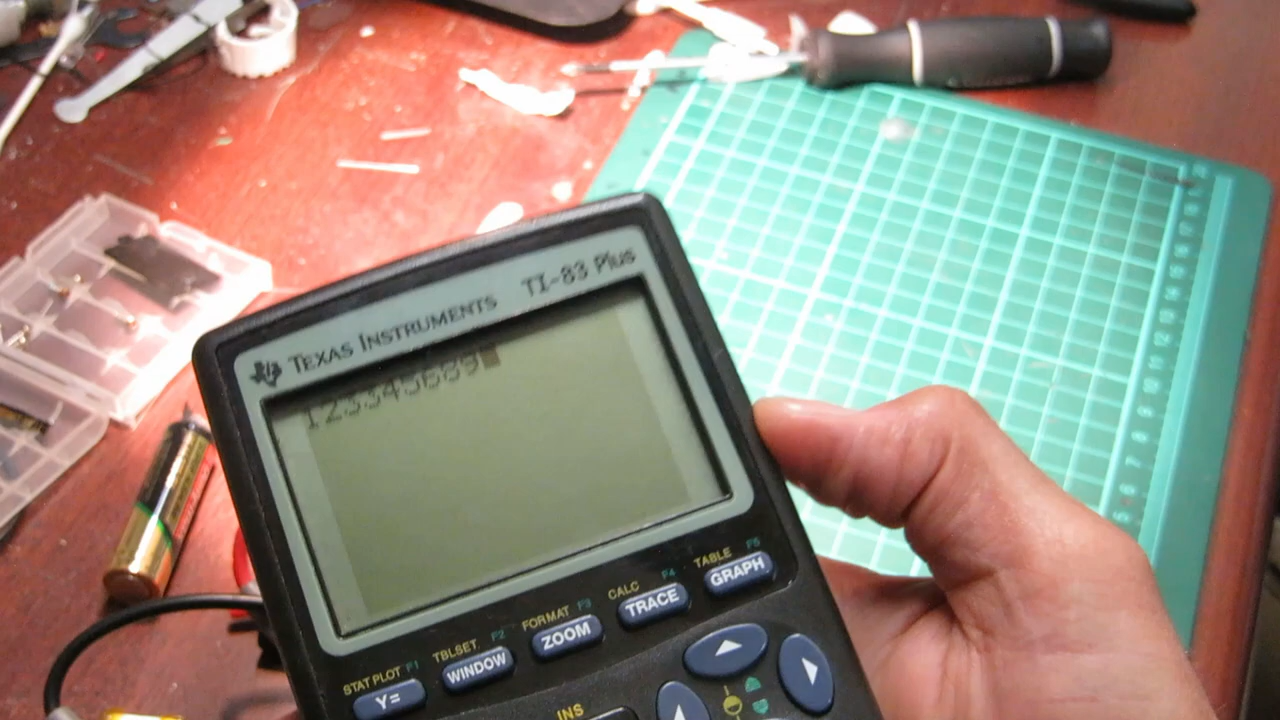 TEXAS INSTRUMENTS TI-83 Plus
123345689
STAT PLOT F1 TBLSET F2 FORMAT F3 CALC F4 TABLE F5
Y= WINDOW ZOOM TRACE GRAPH
INS